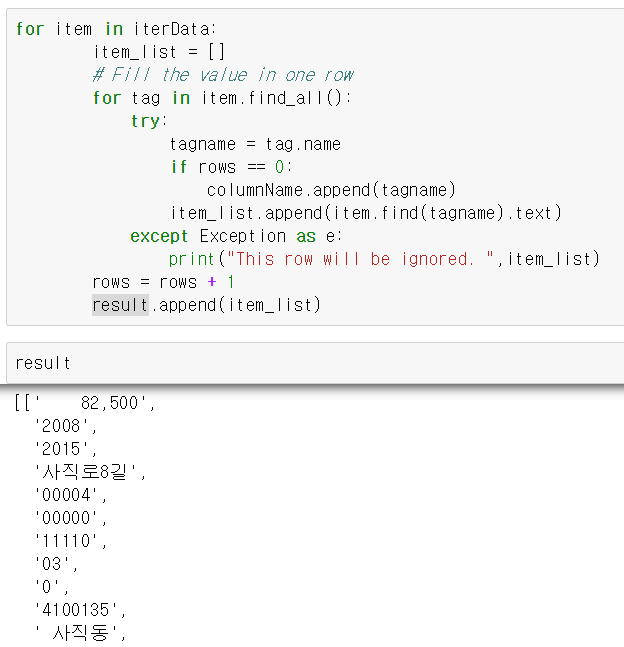 for item in iterData:
        item_list = []
        # Fill the value in one row
        for tag in item.find_all():
            try:
                tagname = tag.name
                if rows == 0:
                    columnName.append(tagname)
                item_list.append(item.find(tagname).text)
            except Exception as e:
                print("This row will be ignored. ",item_list)
        rows = rows + 1
        result.append(item_list)
result
[['    82,500',
  '2008',
  '2015',
  '사직로8길',
  '00004',
  '00000',
  '11110',
  '03',
  '0',
  '4100135',
  ' 사직동',